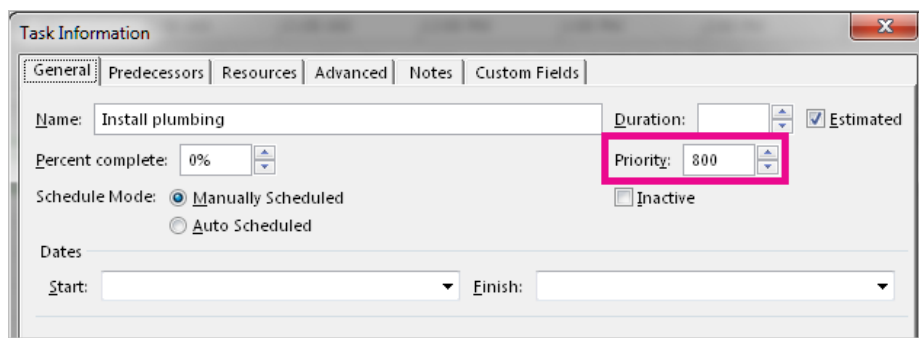 Task Information
General Predecessors Resources Advanced Notes Custom Fields
Name: Install plumbing Duration: Estimated
Percent complete: 0% Priority: 800
Schedule Mode: Manually Scheduled Inactive
Auto Scheduled
Dates
Start: Finish: